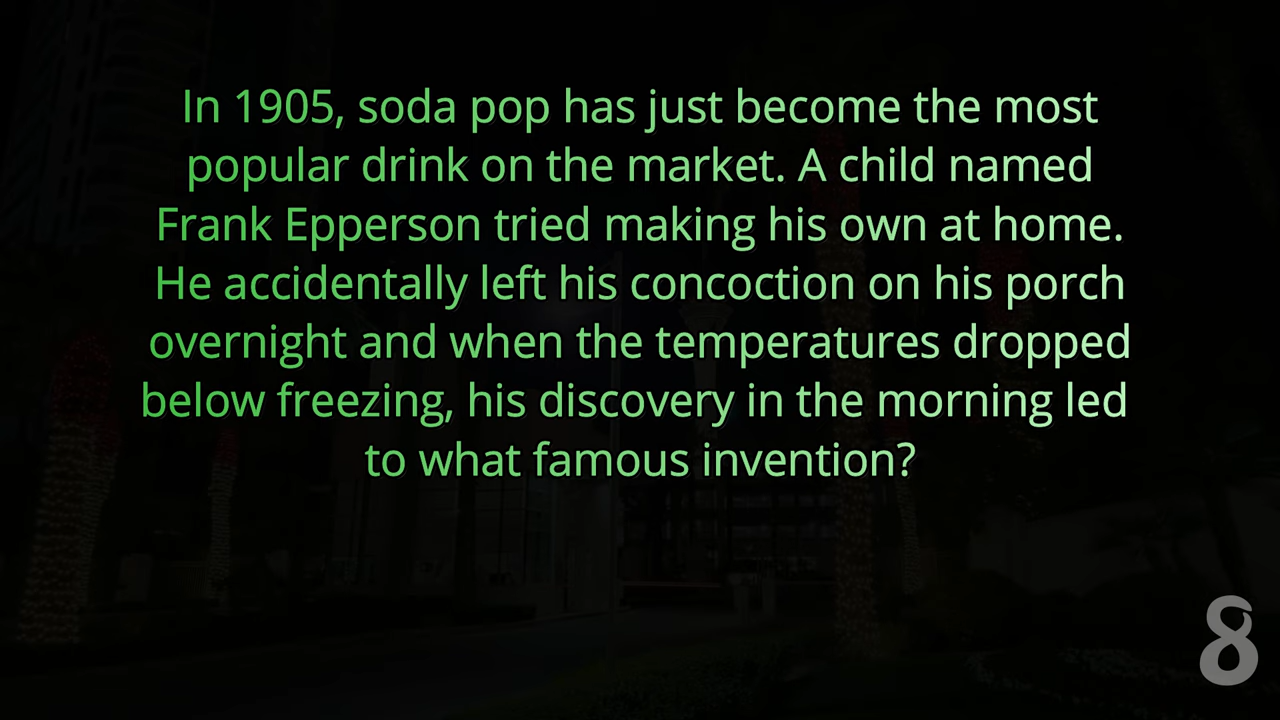 In 1905, soda pop has just become the most
popular drink on the market. A child named
Frank Epperson tried making his own at home.
He accidentally left his concoction on his porch
overnight and when the temperatures dropped
below freezing, his discovery in the morning led
to what famous invention?
8